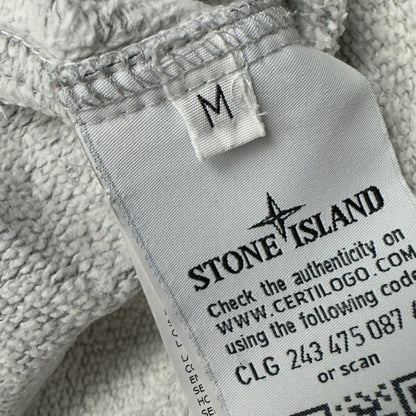 M
STONE ISLAND
Check the authenticity on
WWW.CERTILOGO.COM
using the following code
CLG 243 475 087
or scan